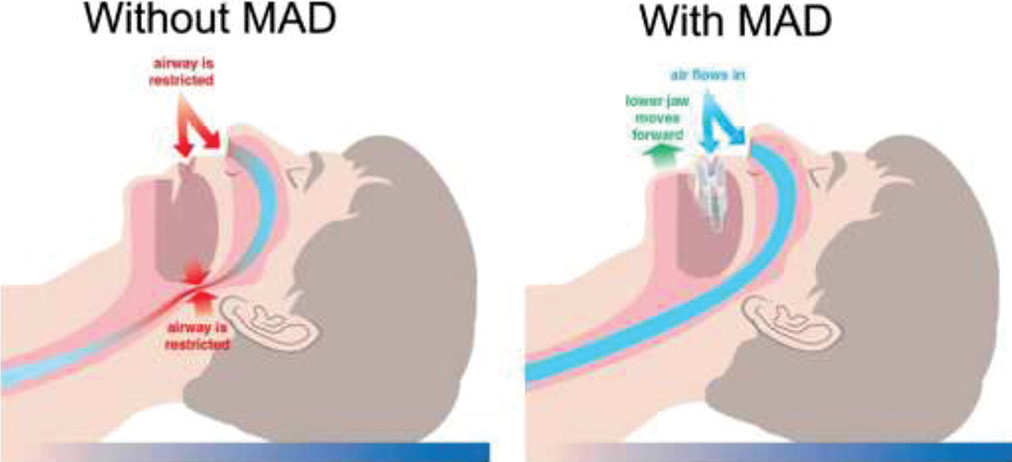 Without MAD
airway is
restricted
airway is
restricted
With MAD
air flows in
lower jaw
moves
forward